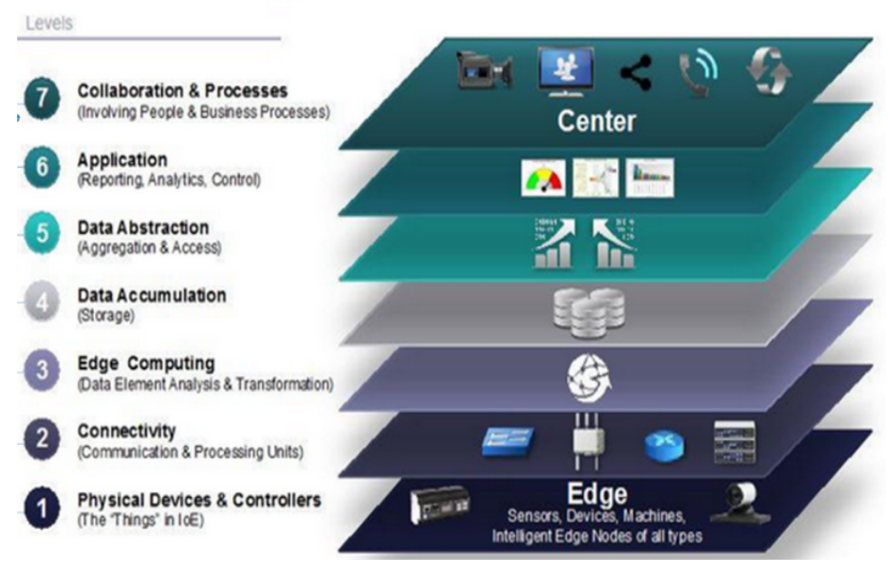 Levels
7
Collaboration & Processes
(Involving People & Business Processes)
6
Application
(Reporting, Analytics, Control)
5
Data Abstraction
(Aggregation & Access)
4
Data Accumulation
(Storage)
3
Edge Computing
(Data Element Analysis & Transformation)
2
Connectivity
(Communication & Processing Units)
1
Physical Devices & Controllers
(The "Things" in IoE)
Center
Edge
Sensors, Devices, Machines,
Intelligent Edge Nodes of all types